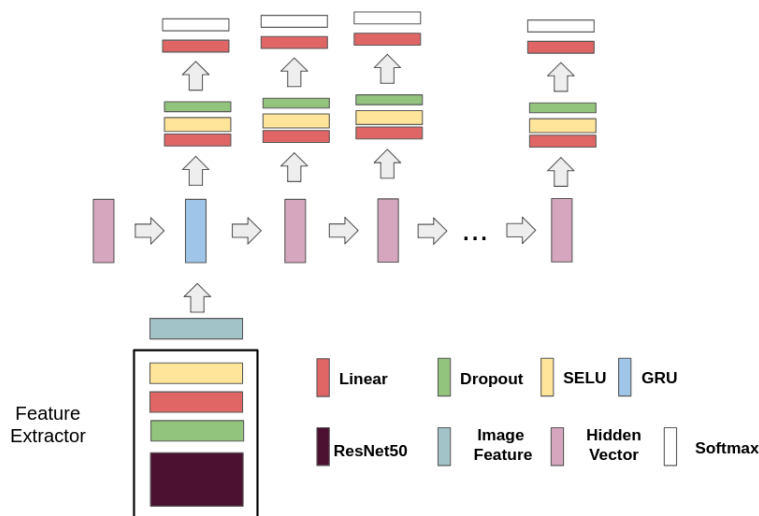 ...
Feature
Extractor
Linear
Dropout
SELU
GRU
ResNet50
Image
Feature
Hidden
Vector
Softmax